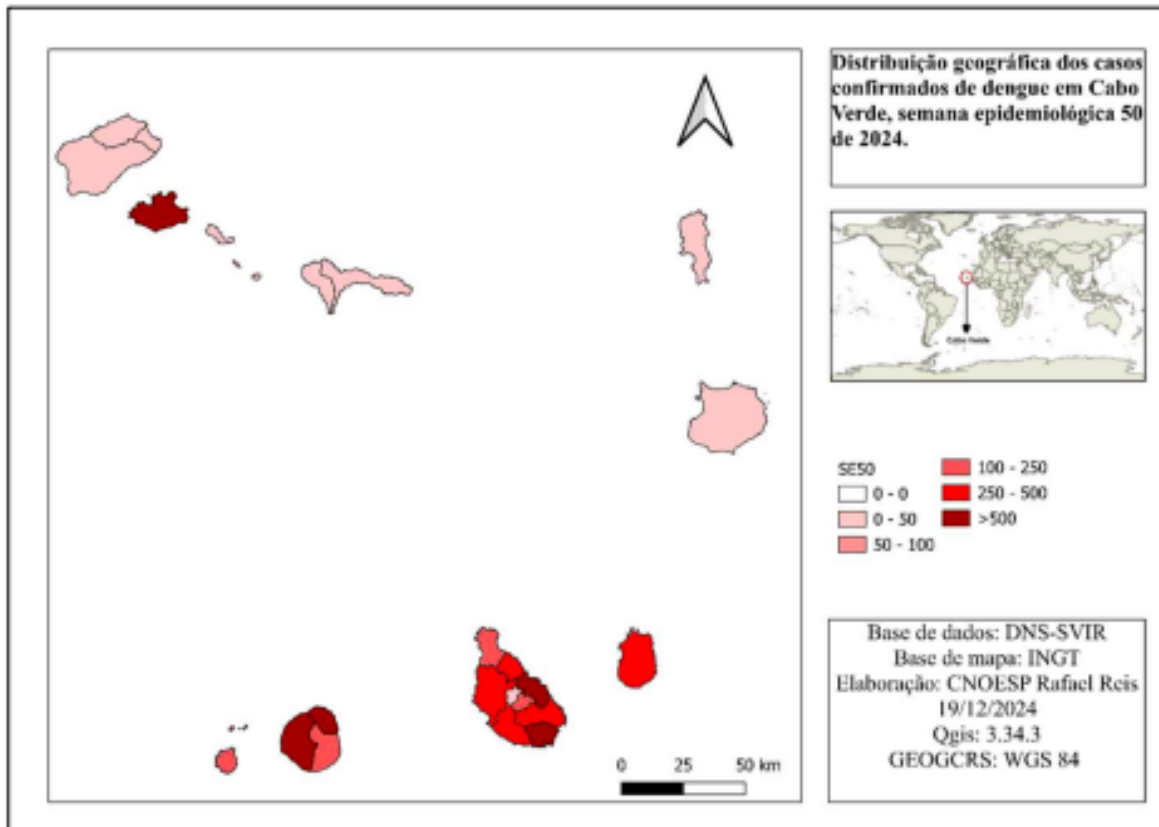 Distribuição geográfica dos casos
confirmados de dengue em Cabo
Verde, semana epidemiológica 50
de 2024.
Cabo Verde
SE50
0 - 0
0 - 50
50 - 100
100 - 250
250 - 500
>500
0 25 50 km
Base de dados: DNS-SVIR
Base de mapa: INGT
Elaboração: CNOESP Rafael Reis
19/12/2024
Qgis: 3.34.3
GEOGCRS: WGS 84